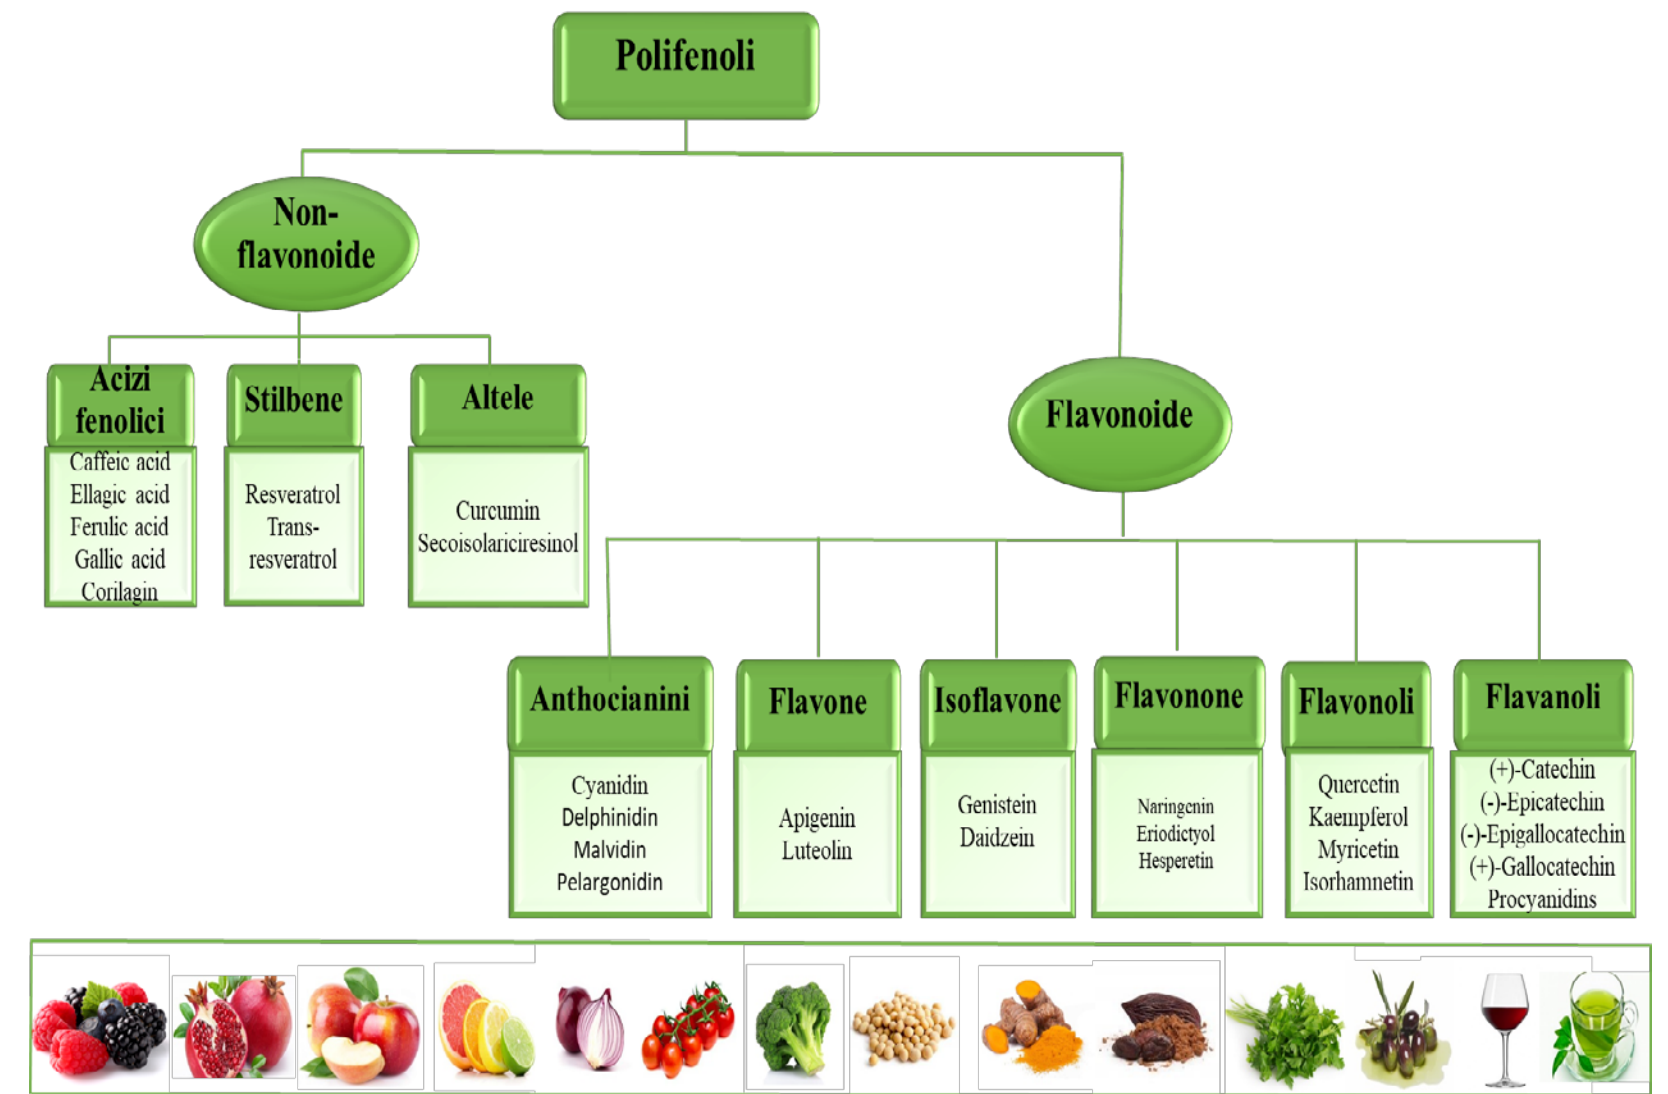 Polifenoli
Non-
flavonoide
Acizi
fenolici
Caffeic acid
Ellagic acid
Ferulic acid
Gallic acid
Corilagin
Stilbene
Resveratrol
Trans-
resveratrol
Altele
Curcumin
Secoisolariciresinol
Flavonoide
Anthocianini
Cyanidin
Delphinidin
Malvidin
Pelargonidin
Flavone
Apigenin
Luteolin
Isoflavone
Genistein
Daidzein
Flavonone
Naringenin
Eriodictyol
Hesperetin
Flavonoli
Quercetin
Kaempferol
Myricetin
Isorhamnetin
Flavanoli
(+)-Catechin
(-)-Epicatechin
(-)-Epigallocatechin
(+)-Gallocatechin
Procyanidins